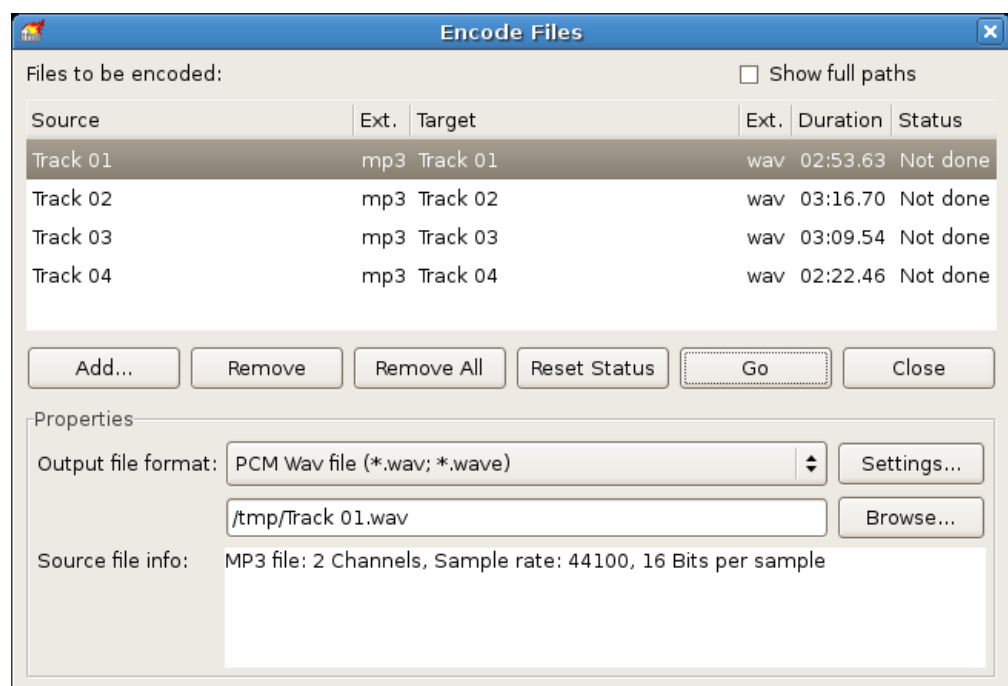 Encode Files
Files to be encoded: Show full paths
Source Ext. Target Ext. Duration Status
Track 01 mp3 Track 01 wav 02:53.63 Not done
Track 02 mp3 Track 02 wav 03:16.70 Not done
Track 03 mp3 Track 03 wav 03:09.54 Not done
Track 04 mp3 Track 04 wav 02:22.46 Not done
Add... Remove Remove All Reset Status Go Close
Properties
Output file format: PCM Wav file (*.wav; *.wave) Settings...
/tmp/Track 01.wav Browse...
Source file info: MP3 file: 2 Channels, Sample rate: 44100, 16 Bits per sample